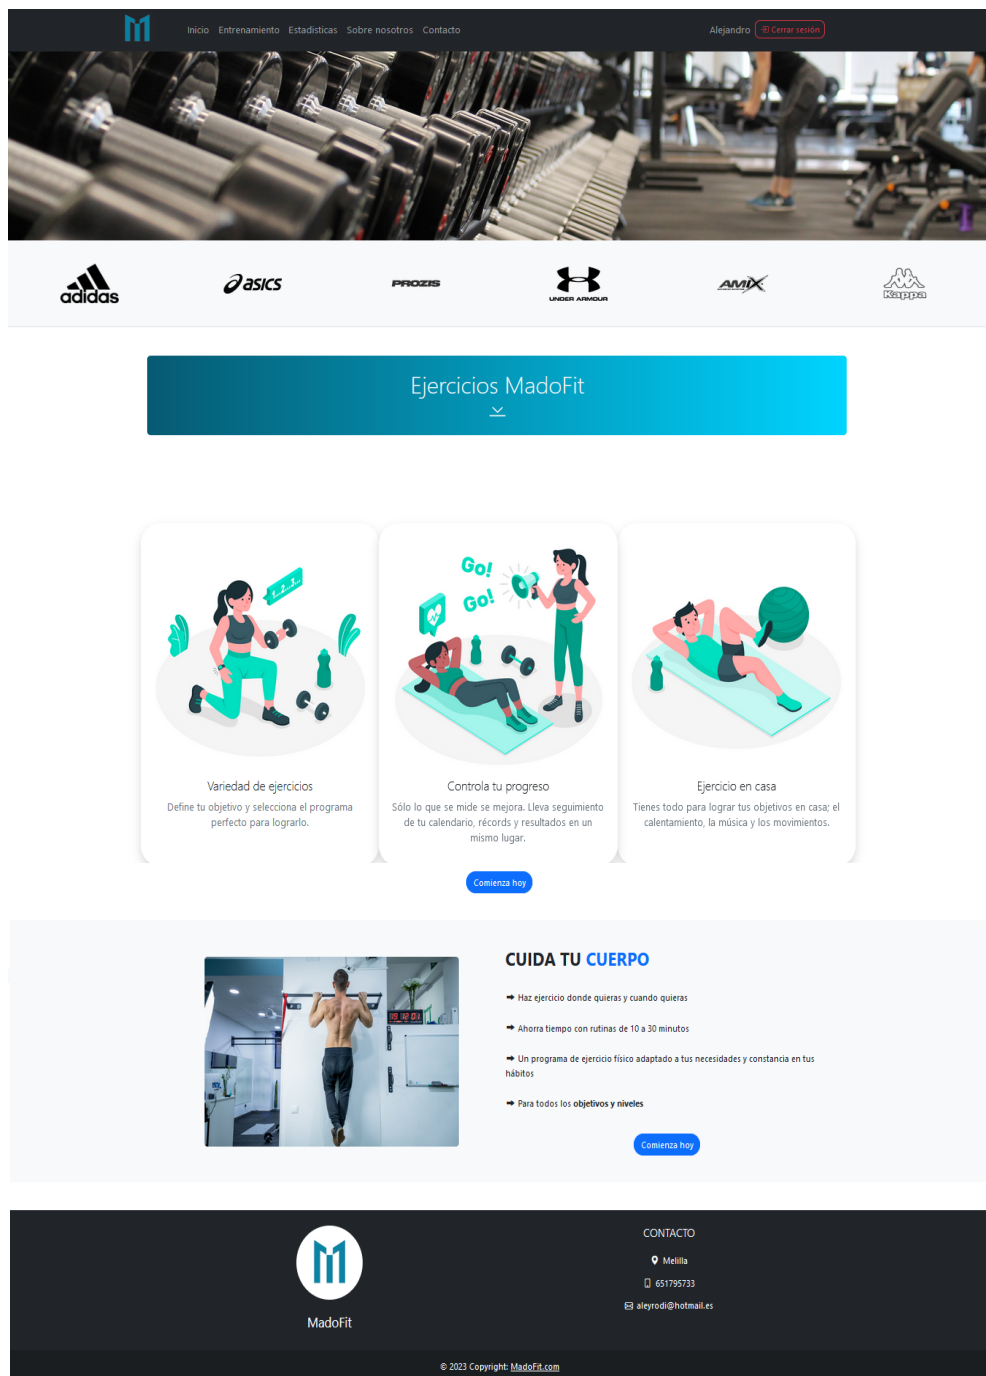 Inicio Entrenamiento Estadisticas Sobre nosotros Contacto
Alejandro Cerrar sesión
adidas
asics
PROZIS
UNDER ARMOUR
AMIX
Kappa
Ejercicios MadoFit
1...2...3...
Go!
Go!
Variedad de ejercicios
Define tu objetivo y selecciona el programa
perfecto para lograrlo.
Controla tu progreso
Sólo lo que se mide se mejora. Lleva seguimiento
de tu calendario, récords y resultados en un
mismo lugar.
Ejercicio en casa
Tienes todo para lograr tus objetivos en casa; el
calentamiento, la música y los movimientos.
Comienza hoy
CUIDA TU CUERPO
Haz ejercicio donde quieras y cuando quieras
Ahorra tiempo con rutinas de 10 a 30 minutos
Un programa de ejercicio físico adaptado a tus necesidades y constancia en tus
hábitos
Para todos los objetivos y niveles
Comienza hoy
MadoFit
CONTACTO
Melilla
651795733
aleyrodi@hotmail.es
© 2023 Copyright: MadoFit.com